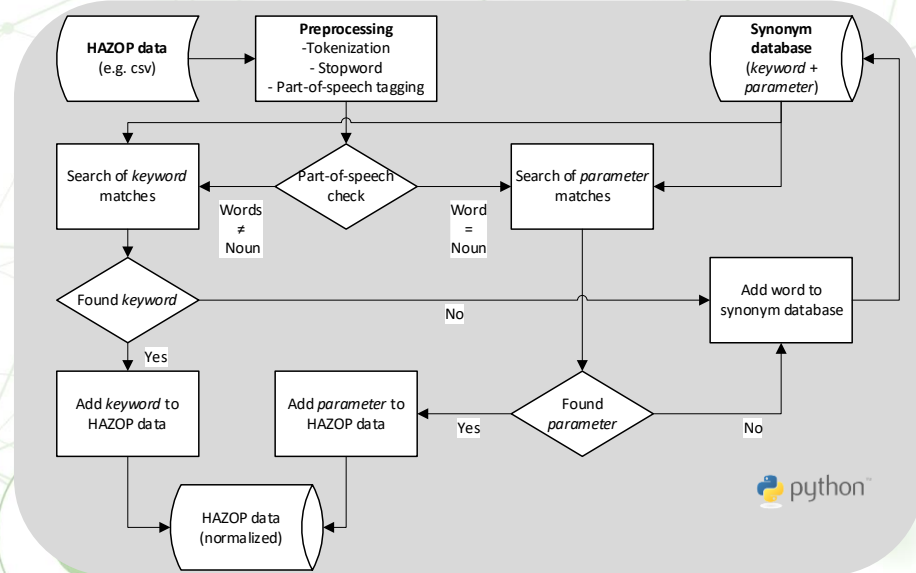 HAZOP data
(e.g. csv)
Preprocessing
-Tokenization
- Stopword
- Part-of-speech tagging
Synonym
database
(keyword +
parameter)
Search of keyword
matches
Part-of-speech
check
Search of parameter
matches
Words
≠
Noun
Word
=
Noun
Found keyword
No
Add word to
synonym database
Yes
Add keyword to
HAZOP data
Add parameter to
HAZOP data
Yes
Found
parameter
No
HAZOP data
(normalized)
python™